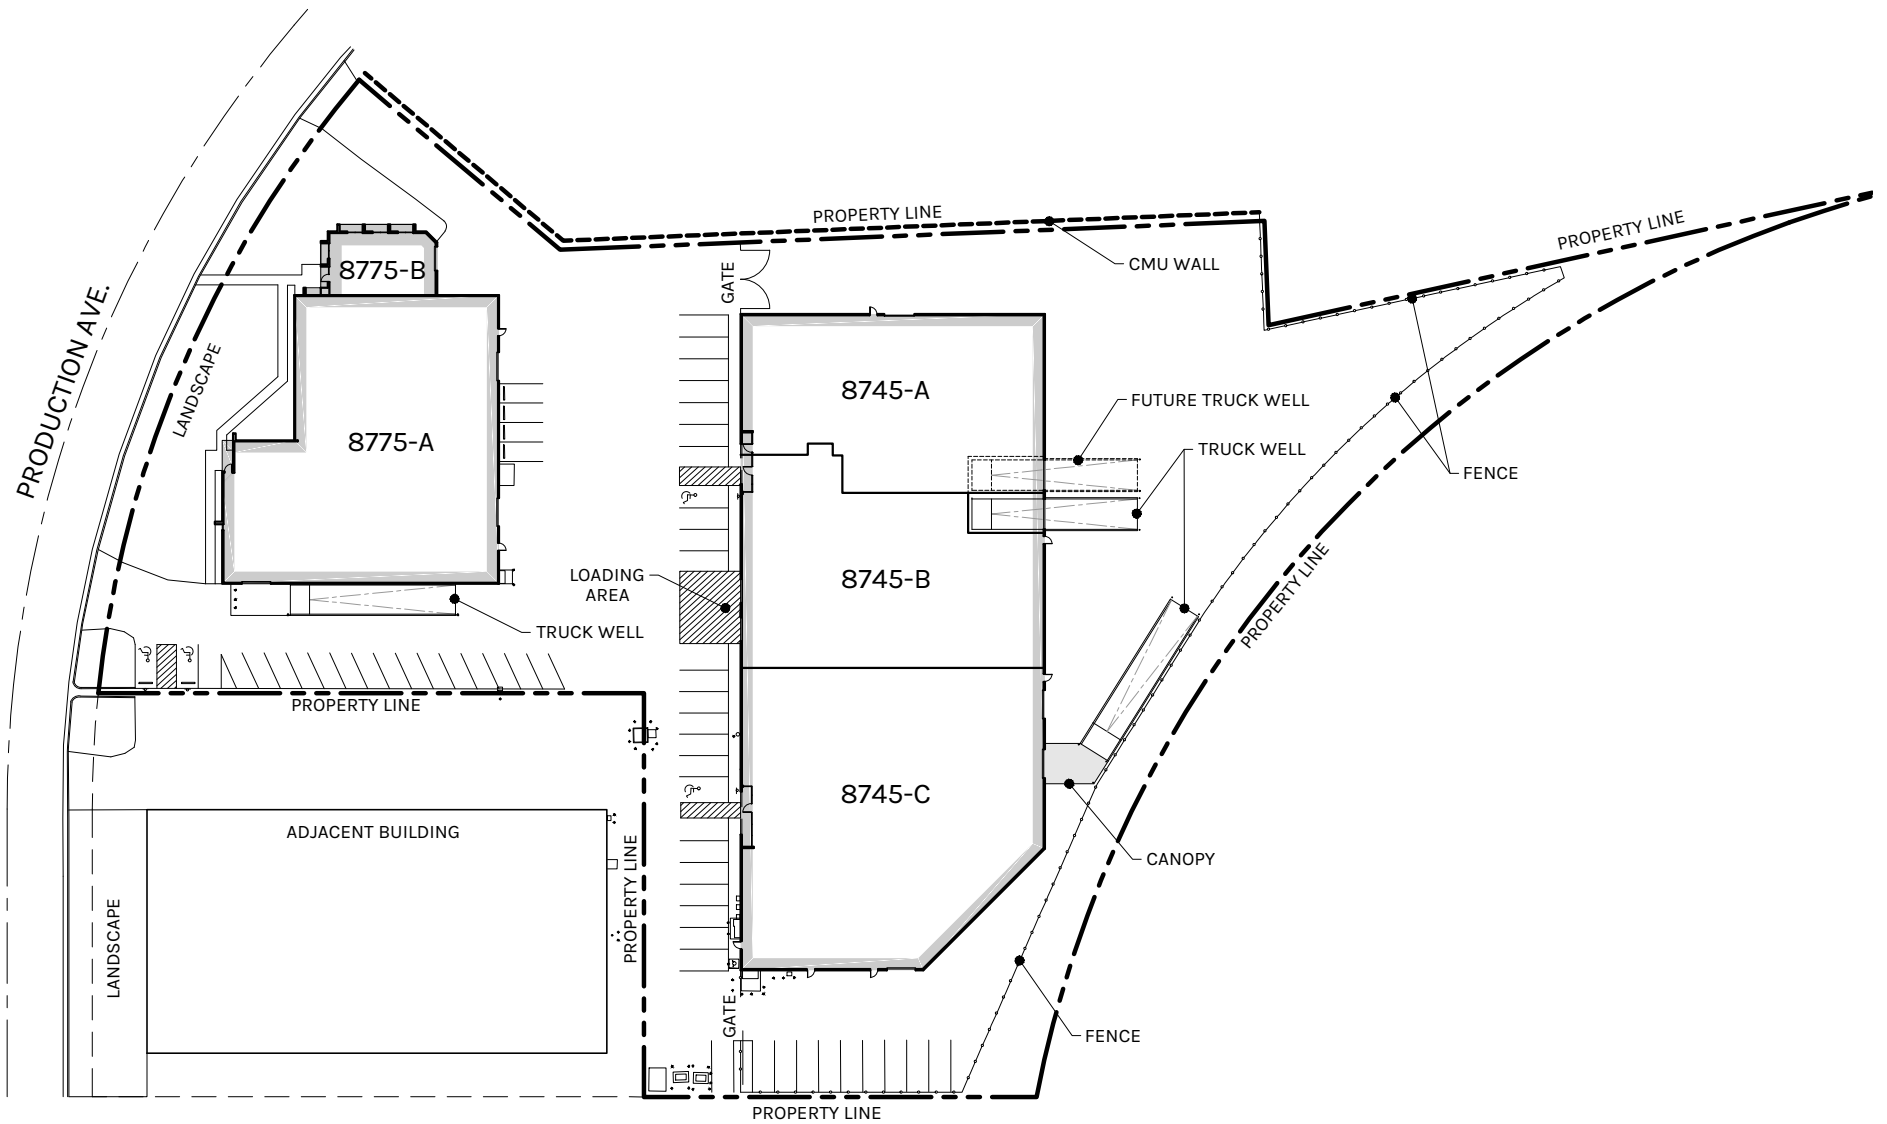 PROPERTY LINE
PROPERTY LINE
CMU WALL
GATE
8775-B
PRODUCTION AVE.
LANDSCAPE
8775-A
8745-A
FUTURE TRUCK WELL
TRUCK WELL
FENCE
LOADING
AREA
8745-B
TRUCK WELL
PROPERTY LINE
PROPERTY LINE
8745-C
ADJACENT BUILDING
PROPERTY LINE
CANOPY
LANDSCAPE
GATE
FENCE
PROPERTY LINE